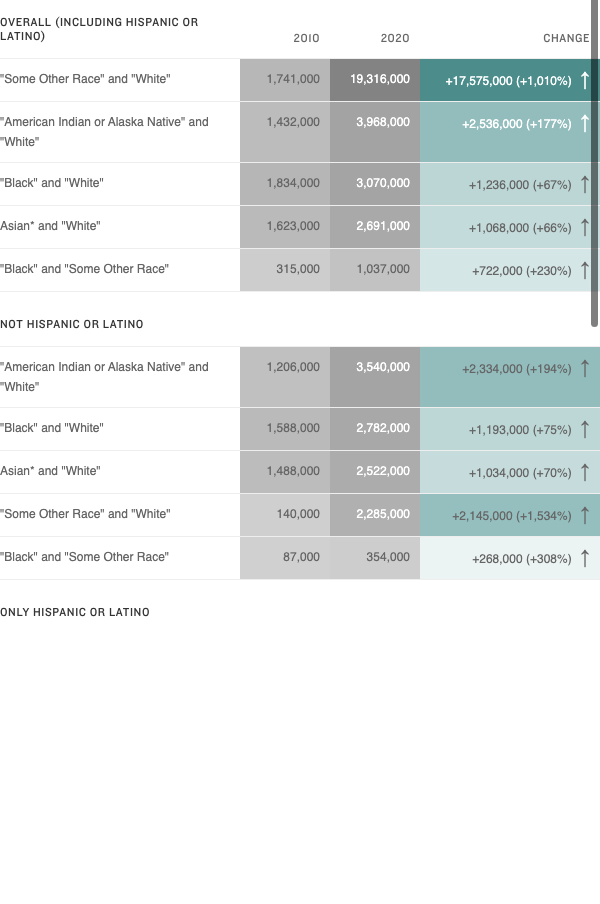 OVERALL (INCLUDING HISPANIC OR
LATINO) 2010 2020 CHANGE
"Some Other Race" and "White" 1,741,000 19,316,000 +17,575,000 (+1,010%) ↑
"American Indian or Alaska Native" and
"White" 1,432,000 3,968,000 +2,536,000 (+177%) ↑
"Black" and "White" 1,834,000 3,070,000 +1,236,000 (+67%) ↑
Asian* and "White" 1,623,000 2,691,000 +1,068,000 (+66%) ↑
"Black" and "Some Other Race" 315,000 1,037,000 +722,000 (+230%) ↑
NOT HISPANIC OR LATINO
"American Indian or Alaska Native" and
"White" 1,206,000 3,540,000 +2,334,000 (+194%) ↑
"Black" and "White" 1,588,000 2,782,000 +1,193,000 (+75%) ↑
Asian* and "White" 1,488,000 2,522,000 +1,034,000 (+70%) ↑
"Some Other Race" and "White" 140,000 2,285,000 +2,145,000 (+1,534%) ↑
"Black" and "Some Other Race" 87,000 354,000 +268,000 (+308%) ↑
ONLY HISPANIC OR LATINO